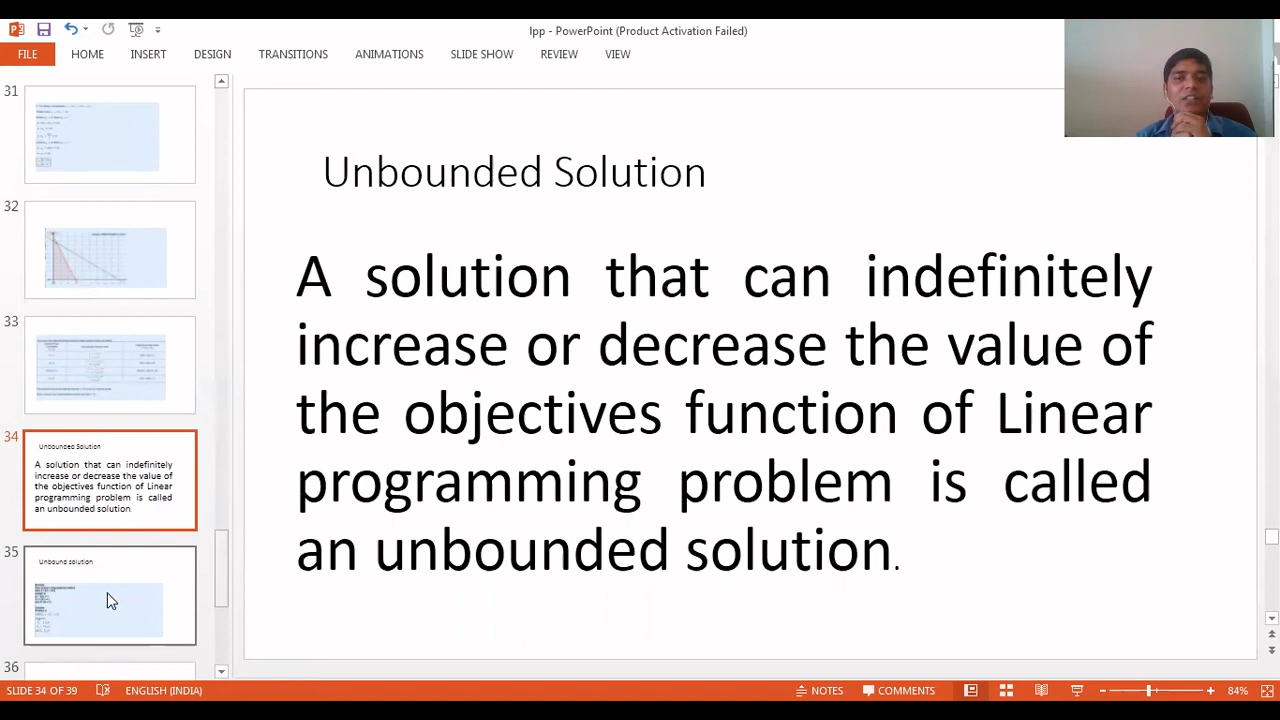 lpp - PowerPoint (Product Activation Failed)
FILE HOME INSERT DESIGN TRANSITIONS ANIMATIONS SLIDE SHOW REVIEW VIEW
31
32
33
34
Unbounded Solution
A solution that can indefinitely
increase or decrease the value of
the objectives function of Linear
programming problem is called
an unbounded solution
35
Unbound solution
36
Unbounded Solution
A solution that can indefinitely
increase or decrease the value of
the objectives function of Linear
programming problem is called
an unbounded solution.
SLIDE 34 OF 39 ENGLISH (INDIA) NOTES COMMENTS 84%